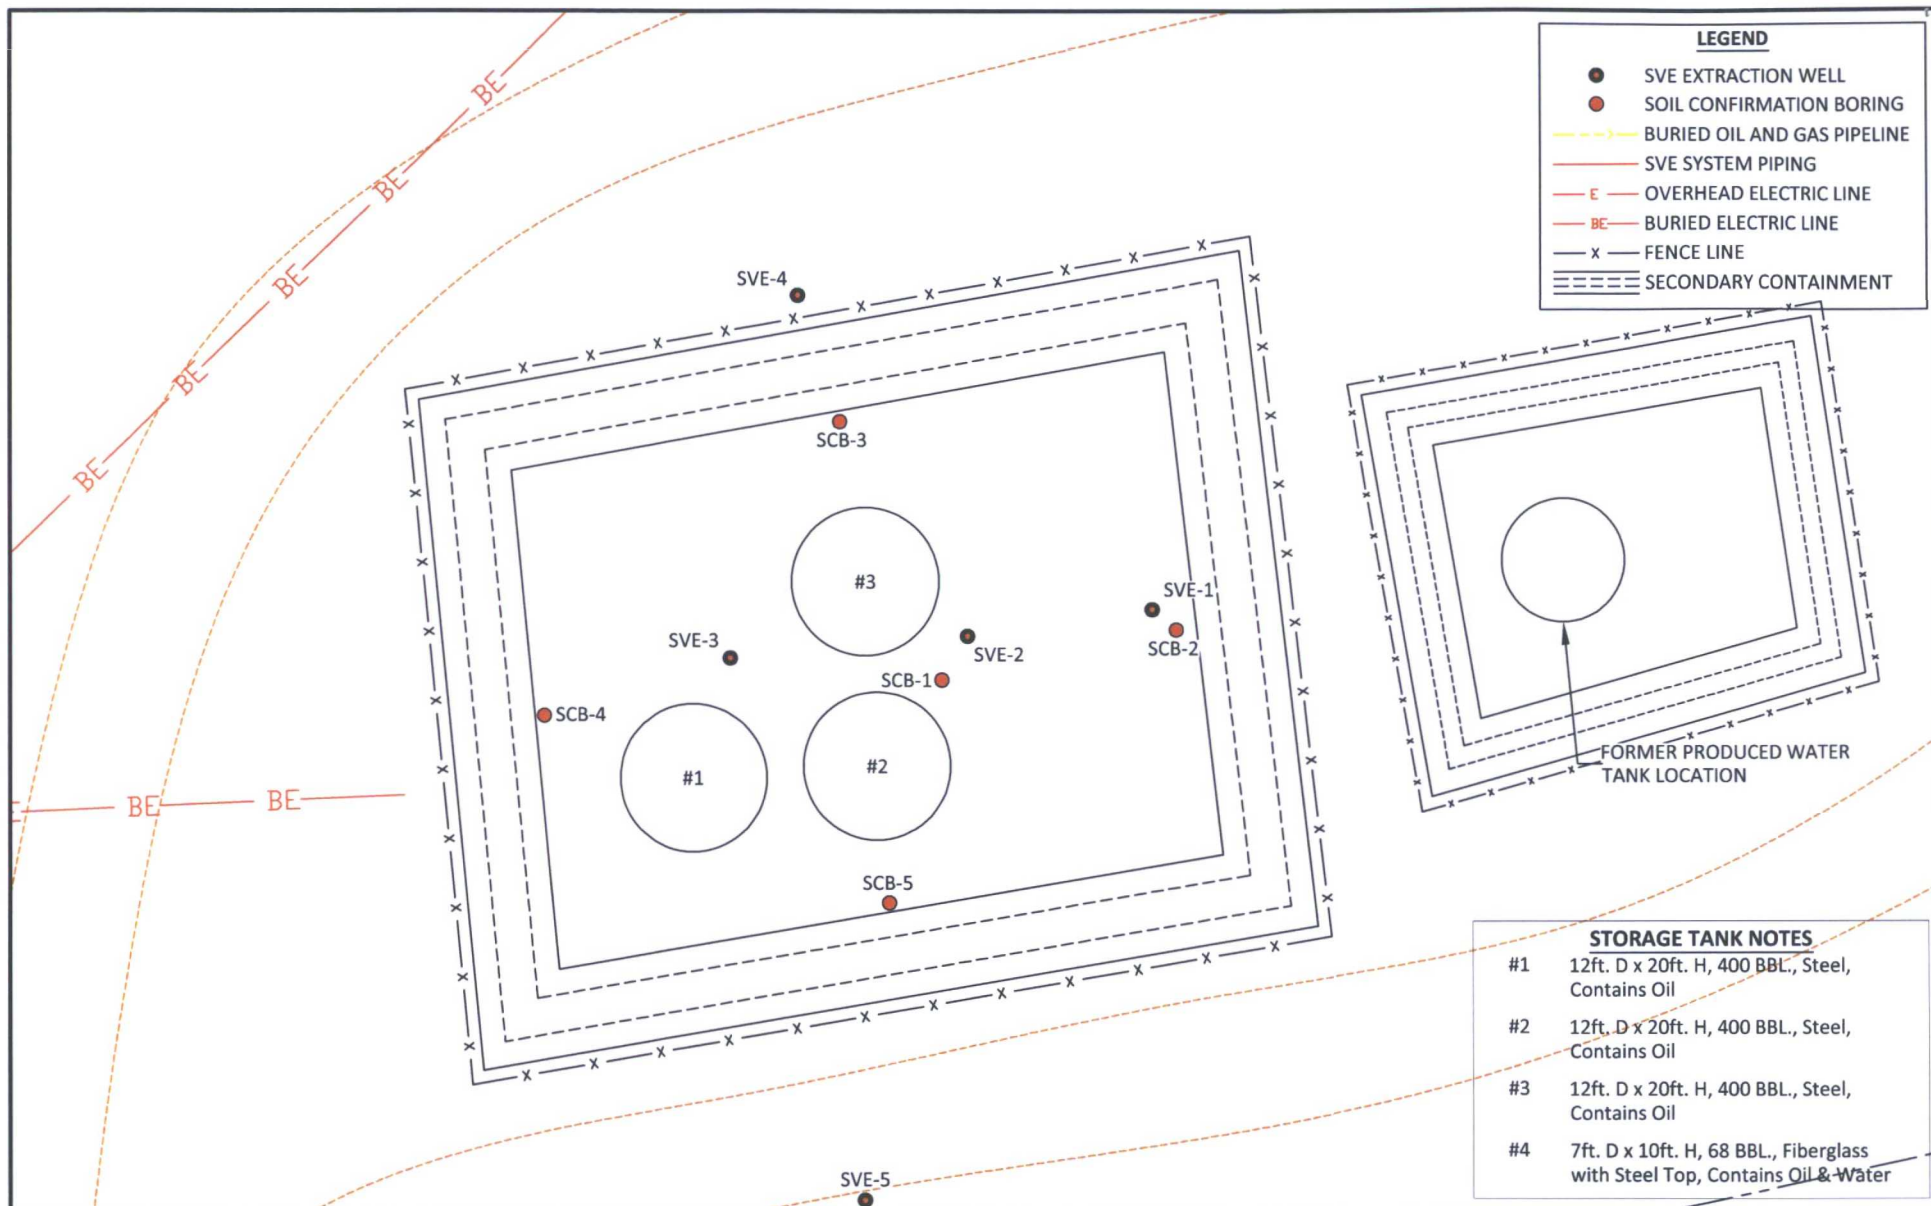 LEGEND
SVE EXTRACTION WELL
SOIL CONFIRMATION BORING
BURIED OIL AND GAS PIPELINE
SVE SYSTEM PIPING
E OVERHEAD ELECTRIC LINE
BE BURIED ELECTRIC LINE
X FENCE LINE
SECONDARY CONTAINMENT
BE
BE
BE
BE
BE
BE
BE
SVE-4
SCB-3
#3
SVE-1
SCB-2
SVE-3
SVE-2
SCB-1
SCB-4
#1
#2
SCB-5
FORMER PRODUCED WATER
TANK LOCATION
SVE-5
STORAGE TANK NOTES
#1 12ft. D x 20ft. H, 400 BBL., Steel,
Contains Oil
#2 12ft. D x 20ft. H, 400 BBL., Steel,
Contains Oil
#3 12ft. D x 20ft. H, 400 BBL., Steel,
Contains Oil
#4 7ft. D x 10ft. H, 68 BBL., Fiberglass
with Steel Top, Contains Oil & Water